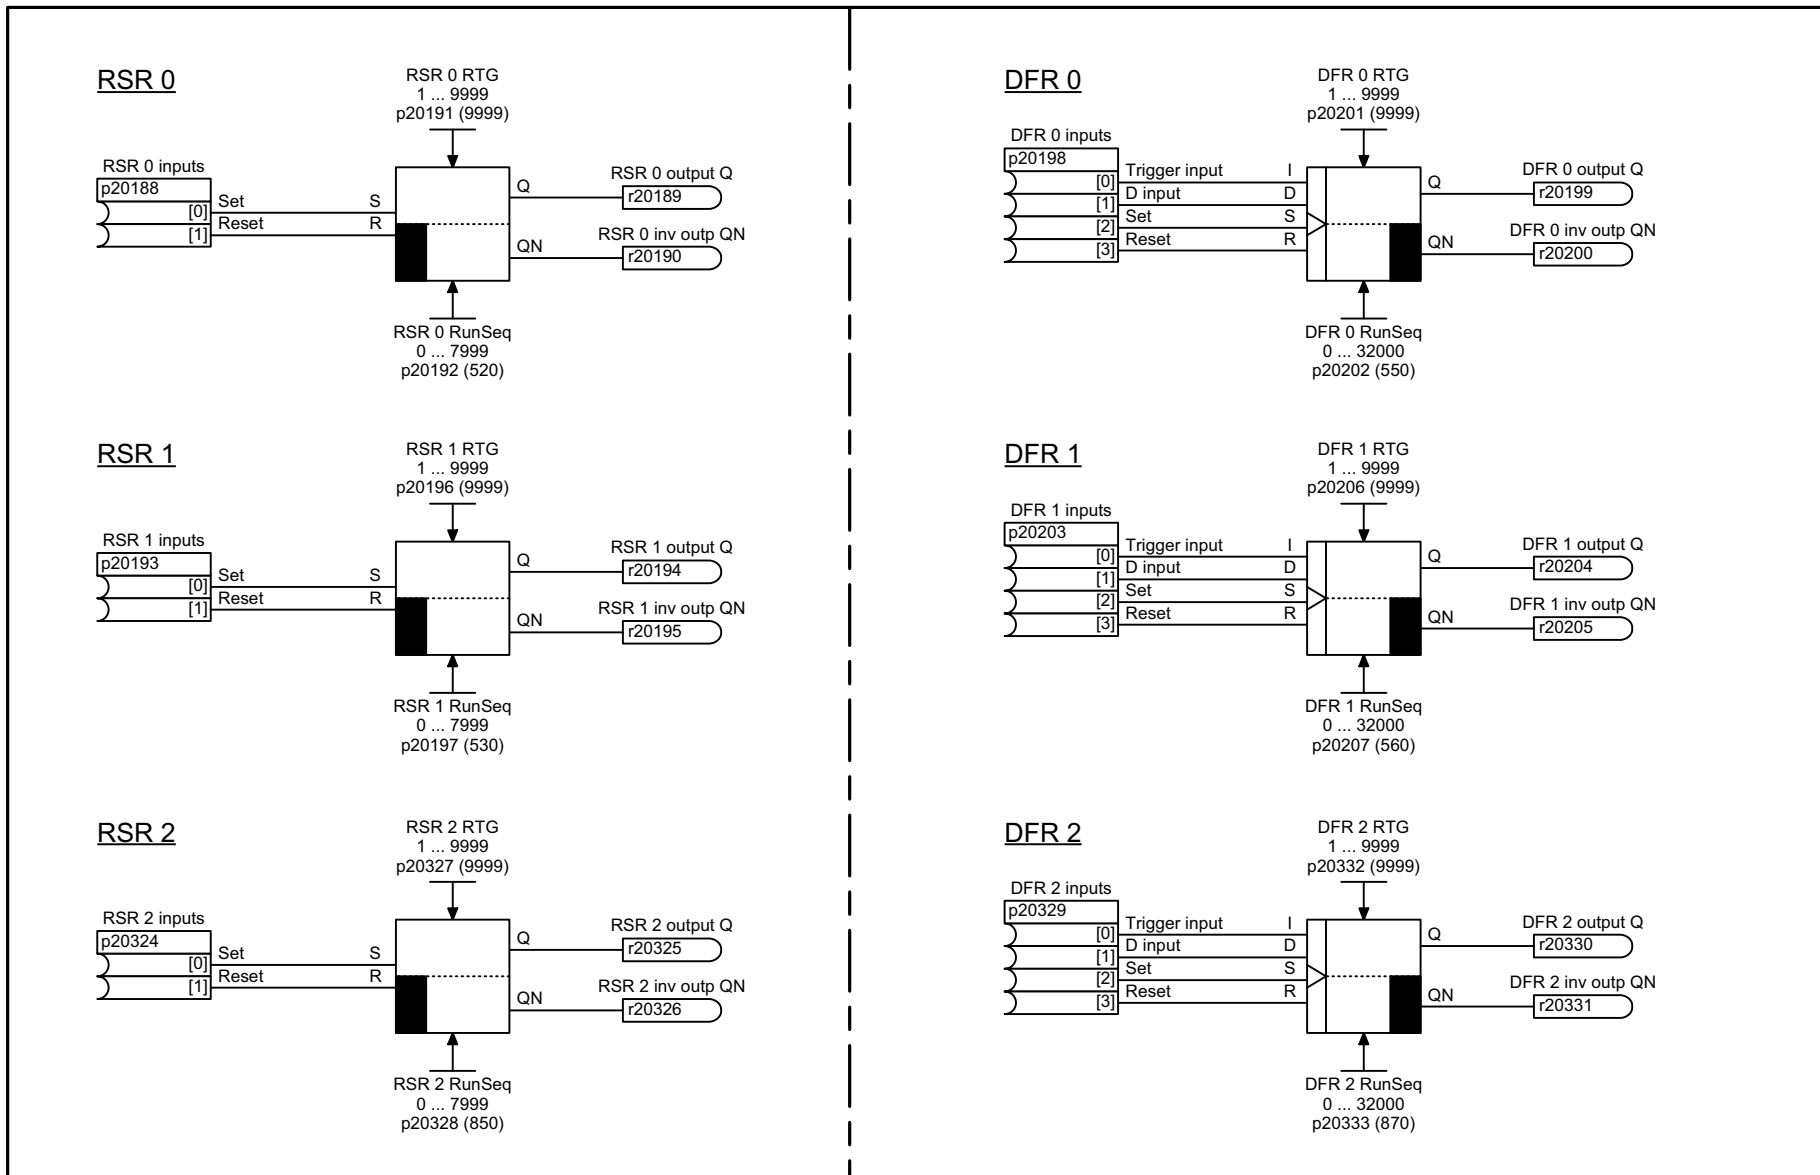 RSR 0
RSR 0 RTG
1 ... 9999
p20191 (9999)
RSR 0 inputs
p20188
[0]
[1]
Set
Reset
S
R
Q
QN
RSR 0 output Q
r20189
RSR 0 inv outp QN
r20190
RSR 0 RunSeq
0 ... 7999
p20192 (520)
RSR 1
RSR 1 RTG
1 ... 9999
p20196 (9999)
RSR 1 inputs
p20193
[0]
[1]
Set
Reset
S
R
Q
QN
RSR 1 output Q
r20194
RSR 1 inv outp QN
r20195
RSR 1 RunSeq
0 ... 7999
p20197 (530)
RSR 2
RSR 2 RTG
1 ... 9999
p20327 (9999)
RSR 2 inputs
p20324
[0]
[1]
Set
Reset
S
R
Q
QN
RSR 2 output Q
r20325
RSR 2 inv outp QN
r20326
RSR 2 RunSeq
0 ... 7999
p20328 (850)
DFR 0
DFR 0 RTG
1 ... 9999
p20201 (9999)
DFR 0 inputs
p20198
[0]
[1]
[2]
[3]
Trigger input
D input
Set
Reset
I
D
S
R
Q
QN
DFR 0 output Q
r20199
DFR 0 inv outp QN
r20200
DFR 0 RunSeq
0 ... 32000
p20202 (550)
DFR 1
DFR 1 RTG
1 ... 9999
p20206 (9999)
DFR 1 inputs
p20203
[0]
[1]
[2]
[3]
Trigger input
D input
Set
Reset
I
D
S
R
Q
QN
DFR 1 output Q
r20204
DFR 1 inv outp QN
r20205
DFR 1 RunSeq
0 ... 32000
p20207 (560)
DFR 2
DFR 2 RTG
1 ... 9999
p20332 (9999)
DFR 2 inputs
p20329
[0]
[1]
[2]
[3]
Trigger input
D input
Set
Reset
I
D
S
R
Q
QN
DFR 2 output Q
r20330
DFR 2 inv outp QN
r20331
DFR 2 RunSeq
0 ... 32000
p20333 (870)